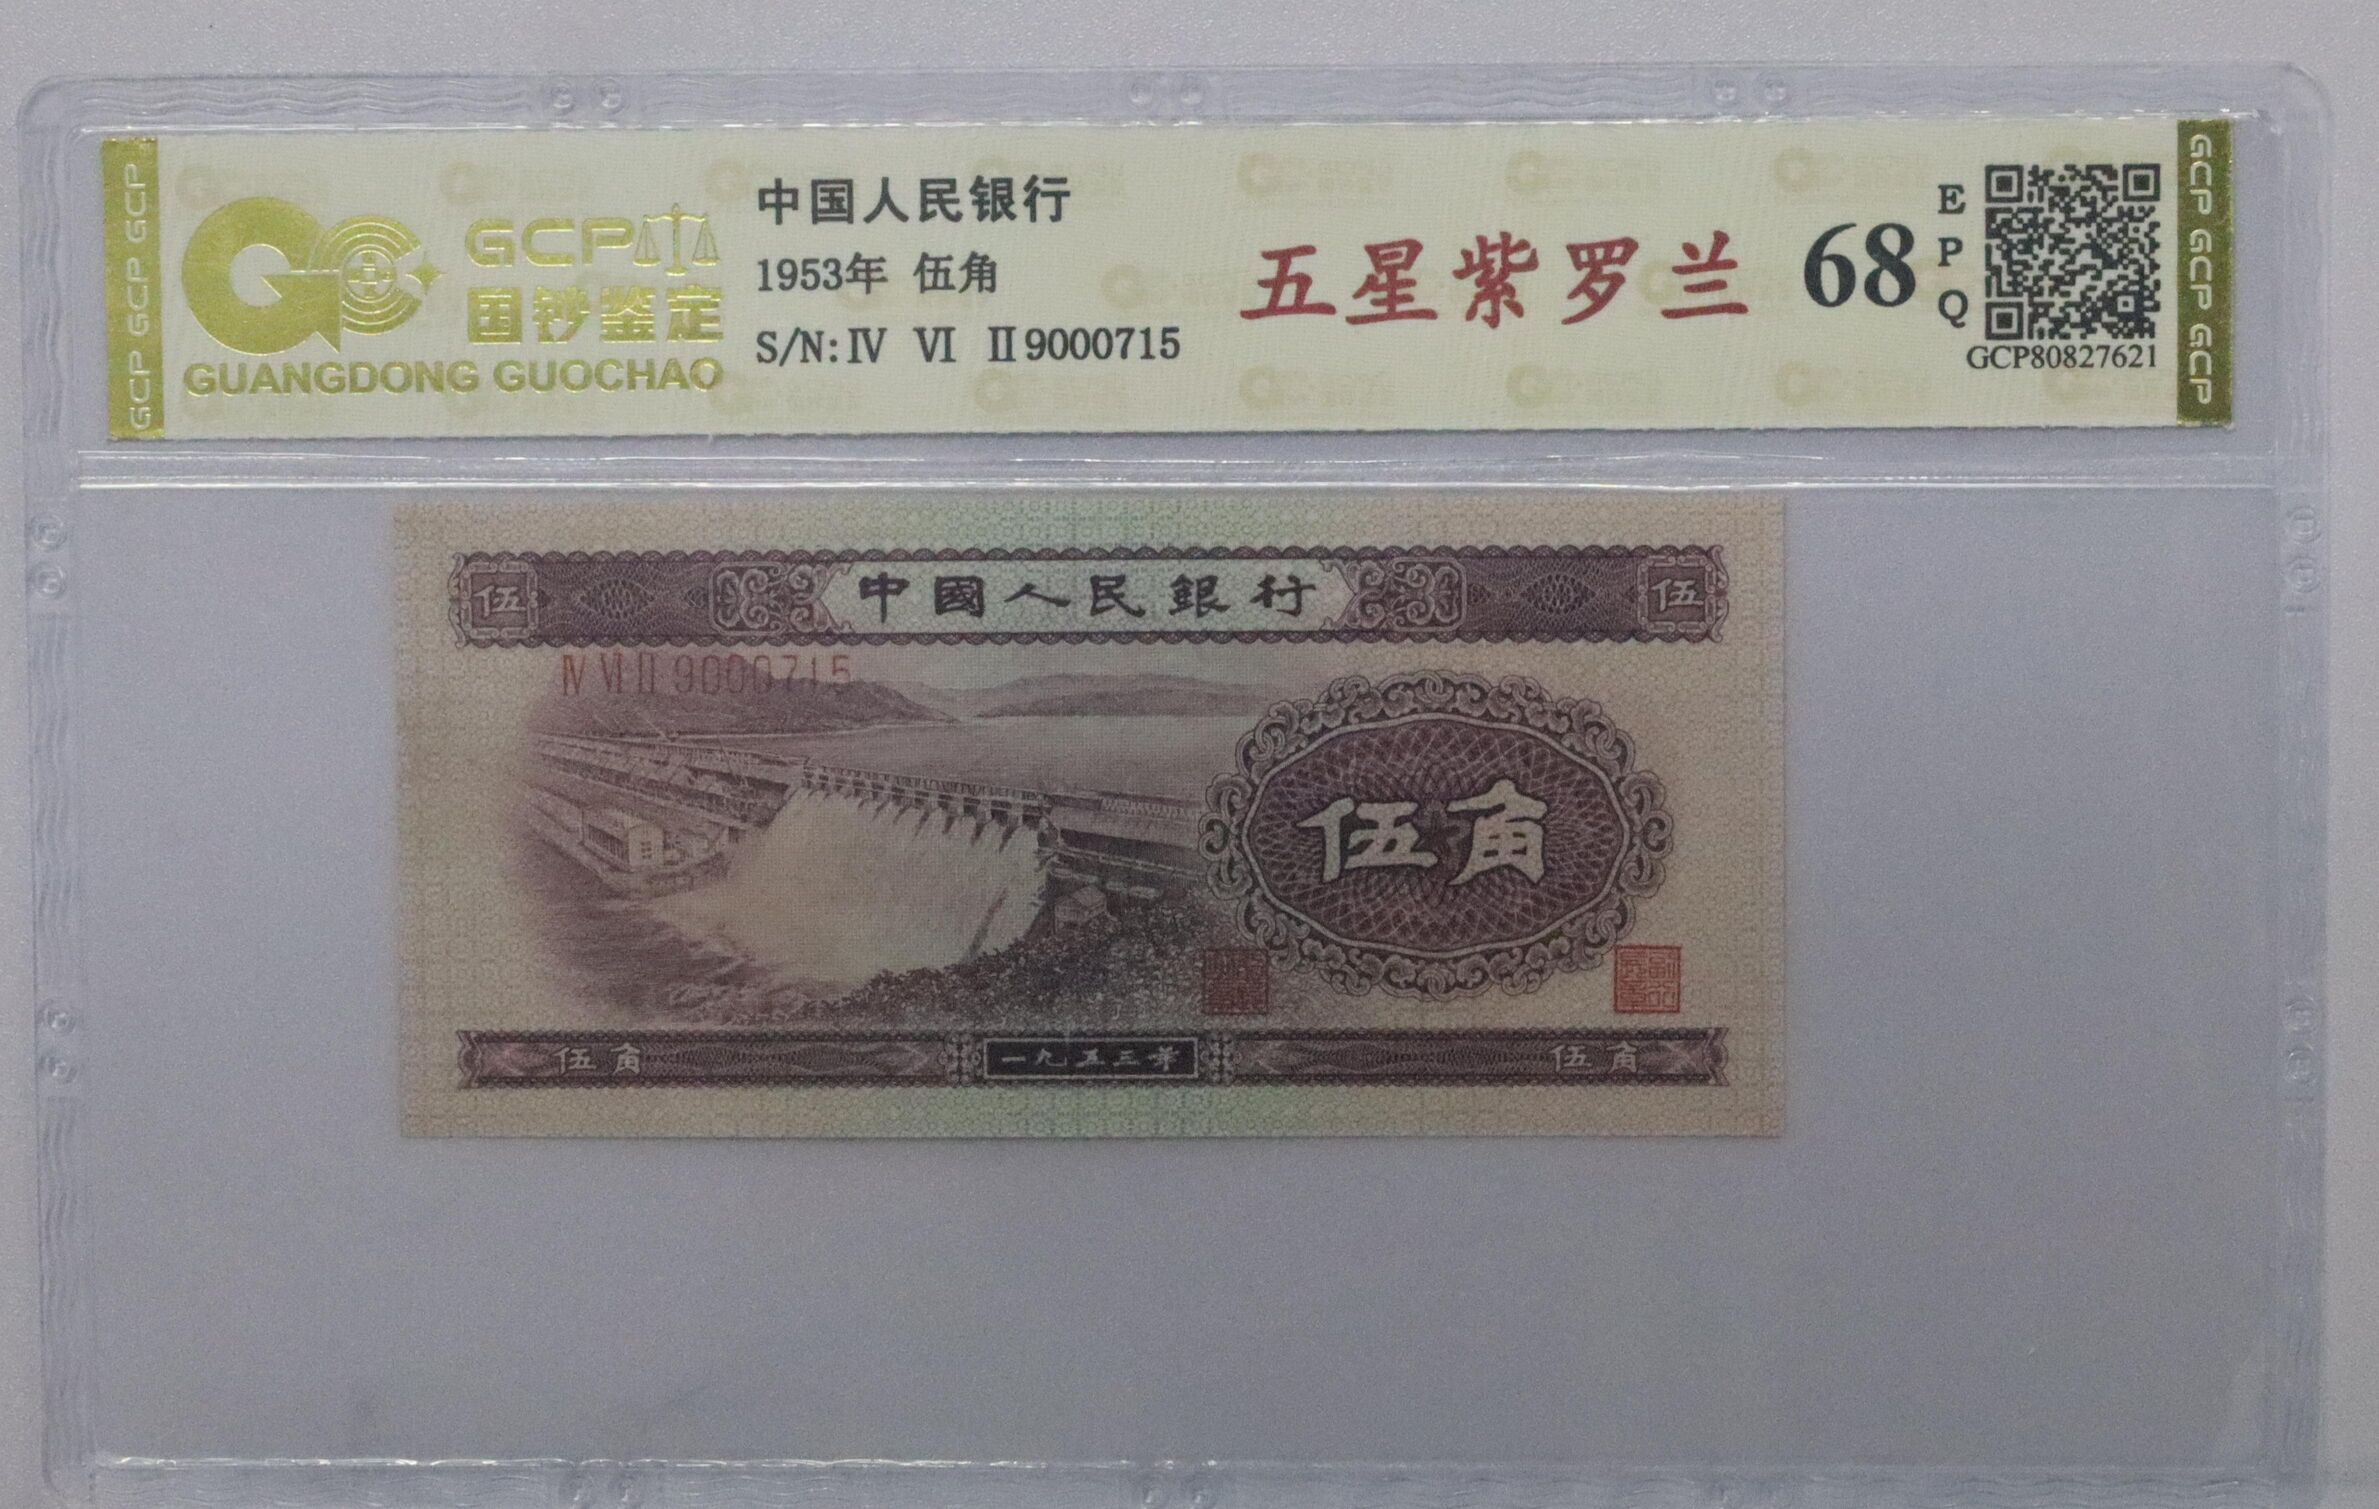 GCP GCP GCP
GCP
国钞鉴定
GUANGDONG GUOCHAO
中国人民银行
1953年 伍角
S/N: Ⅳ Ⅵ Ⅱ 9000715
五星紫罗兰
68
E
P
Q
GCP80827621
GCP GCP GCP
伍
中國人民銀行
伍
Ⅳ Ⅵ Ⅱ 9000715
伍角
伍角
一九五三年
伍角